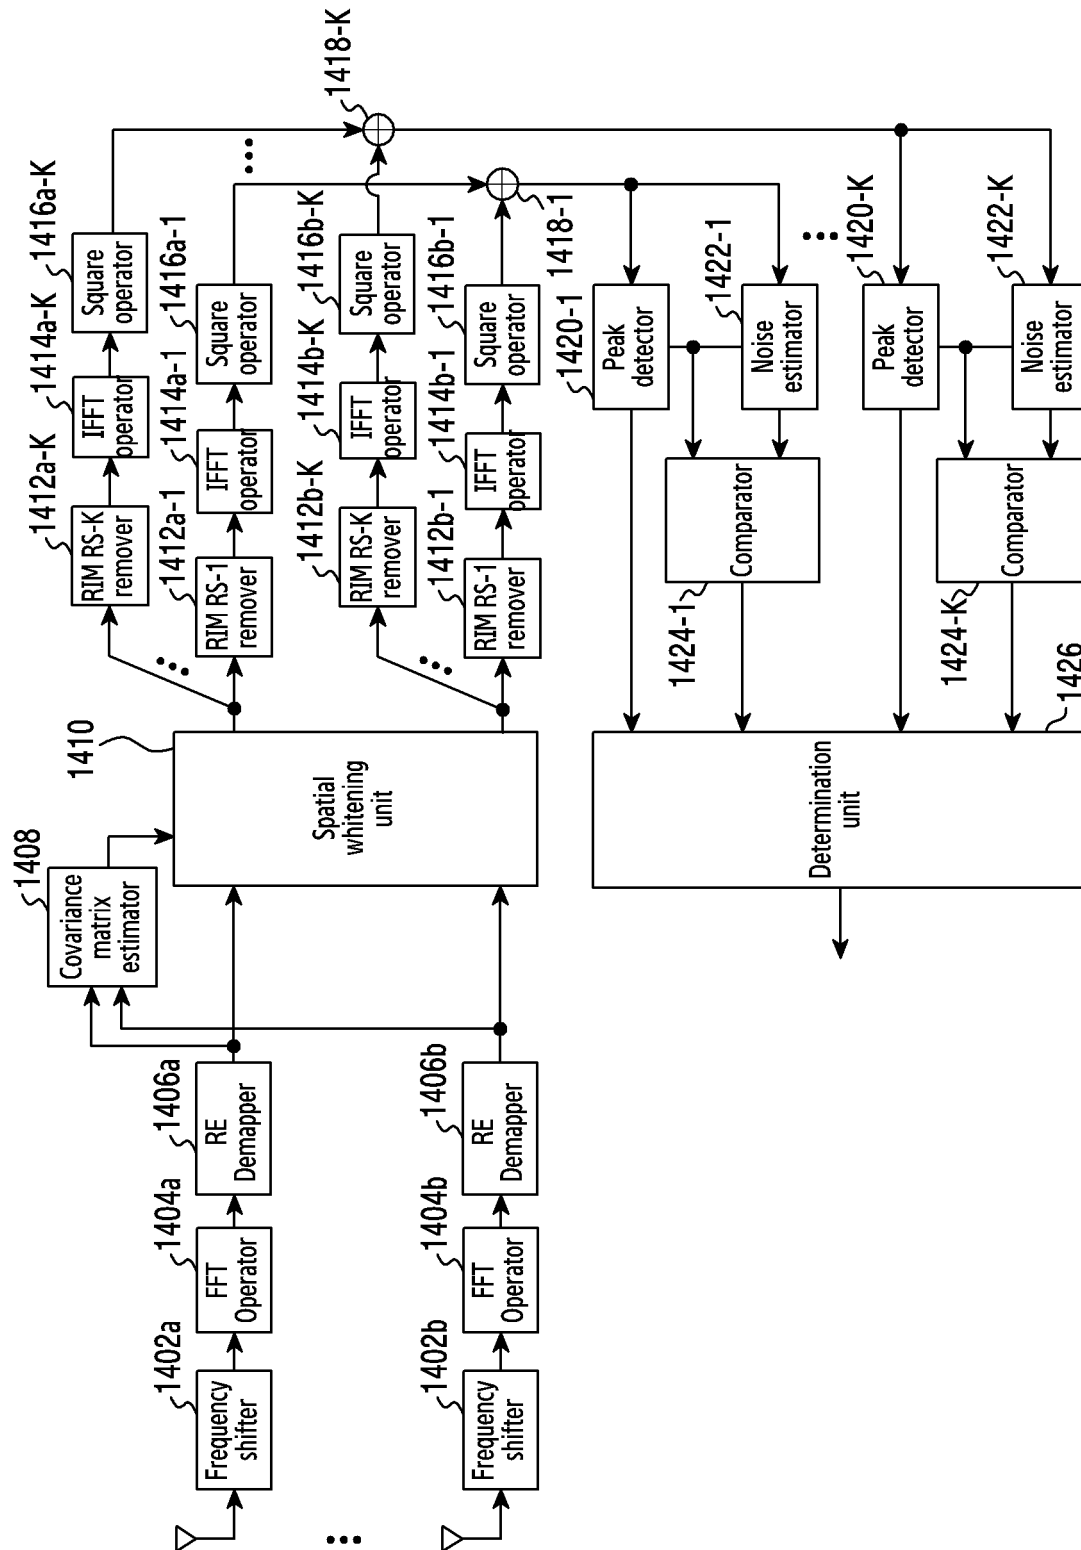 1402a
Frequency
shifter
1404a
FFT
Operator
1406a
RE
Demapper
1408
Covariance
matrix
estimator
1410
Spatial
whitening
unit
1412a-K
RIM RS-K
remover
1414a-K
IFFT
operator
1416a-K
Square
operator
1412a-1
RIM RS-1
remover
1414a-1
IFFT
operator
1416a-1
Square
operator
1418-K
1402b
Frequency
shifter
1404b
FFT
Operator
1406b
RE
Demapper
1412b-K
RIM RS-K
remover
1414b-K
IFFT
operator
1416b-K
Square
operator
1412b-1
RIM RS-1
remover
1414b-1
IFFT
operator
1416b-1
Square
operator
1418-1
1420-1
Peak
detector
1422-1
Noise
estimator
1424-1
Comparator
1420-K
Peak
detector
1422-K
Noise
estimator
1424-K
Comparator
1426
Determination
unit